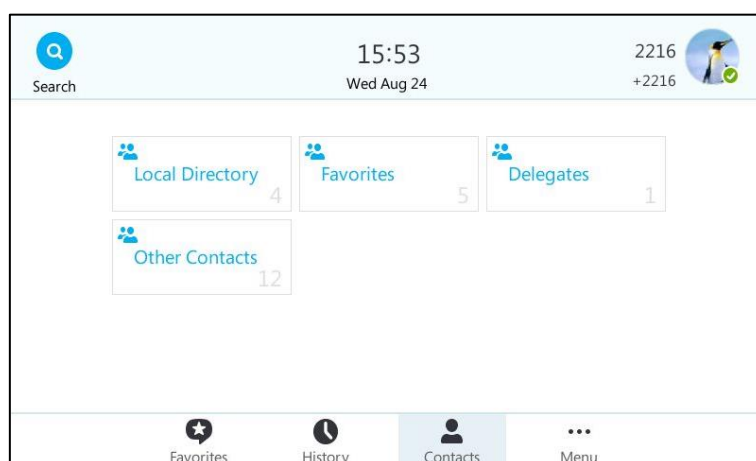 15:53
2216
Search
Wed Aug 24
+2216
Local Directory
4
Favorites
5
Delegates
1
Other Contacts
12
Favorites
History
Contacts
Menu